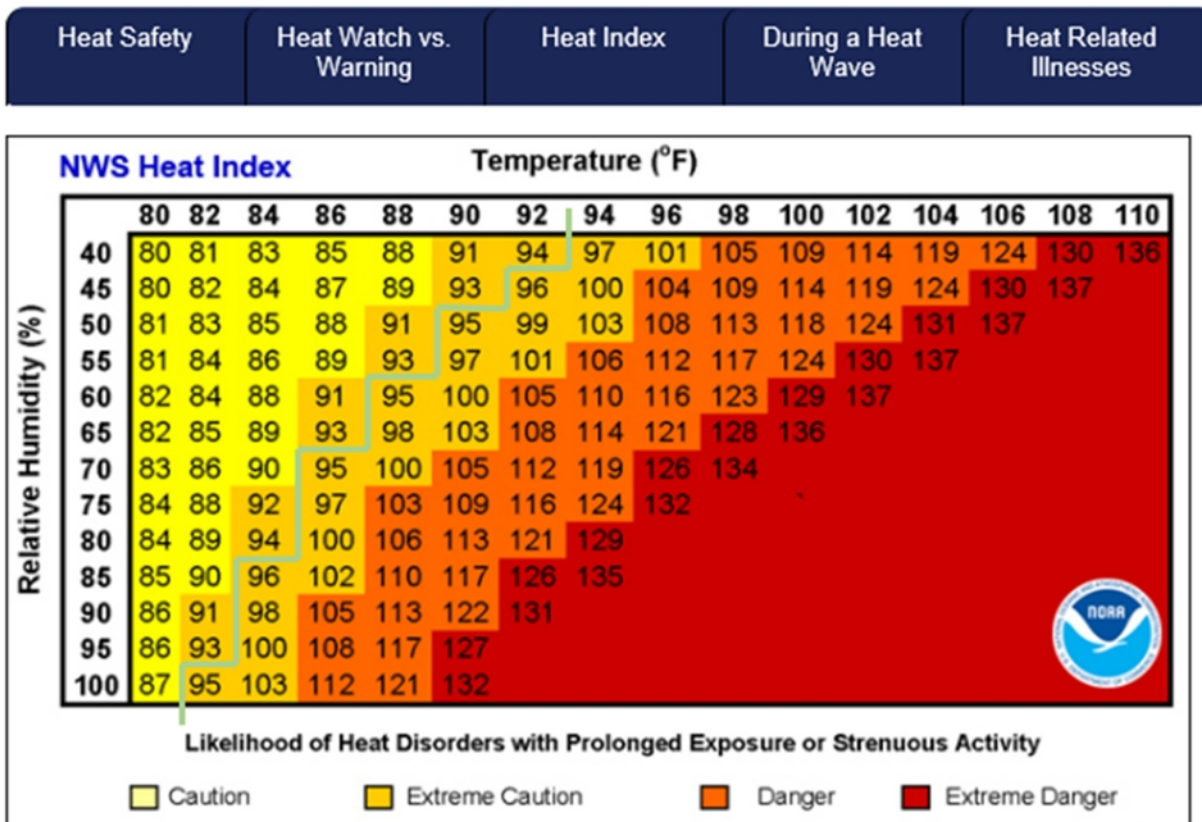 Heat Safety
Heat Watch vs.
Warning
Heat Index
During a Heat
Wave
Heat Related
Illnesses
NWS Heat Index
Temperature (°F)
80 82 84 86 88 90 92 94 96 98 100 102 104 106 108 110
Relative Humidity (%)
40 80 81 83 85 88 91 94 97 101 105 109 114 119 124 130 136
45 80 82 84 87 89 93 96 100 104 109 114 119 124 130 137
50 81 83 85 88 91 95 99 103 108 113 118 124 131 137
55 81 84 86 89 93 97 101 106 112 117 124 130 137
60 82 84 88 91 95 100 105 110 116 123 129 137
65 82 85 89 93 98 103 108 114 121 128 136
70 83 86 90 95 100 105 112 119 126 134
75 84 88 92 97 103 109 116 124 132
80 84 89 94 100 106 113 121 129
85 85 90 96 102 110 117 126 135
90 86 91 98 105 113 122 131
95 86 93 100 108 117 127
100 87 95 103 112 121 132
NOAA
Likelihood of Heat Disorders with Prolonged Exposure or Strenuous Activity
Caution
Extreme Caution
Danger
Extreme Danger